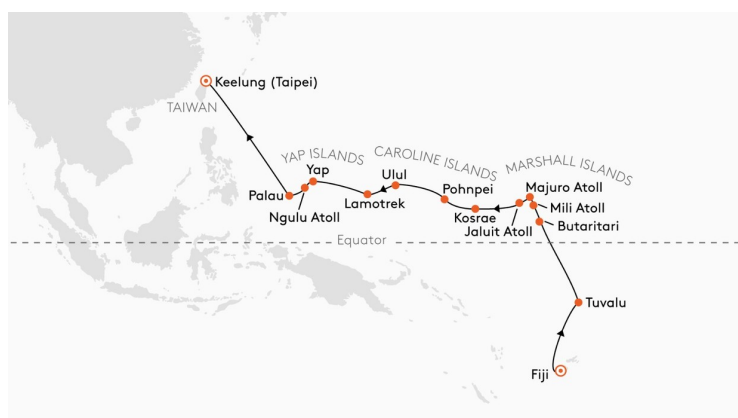 Keelung (Taipei)
TAIWAN
YAP ISLANDS
CAROLINE ISLANDS
MARSHALL ISLANDS
Yap
Ulul
Palau
Ngulu Atoll
Lamotrek
Pohnpei
Kosrae
Majuro Atoll
Mili Atoll
Jaluit Atoll
Butaritari
Equator
Tuvalu
Fiji